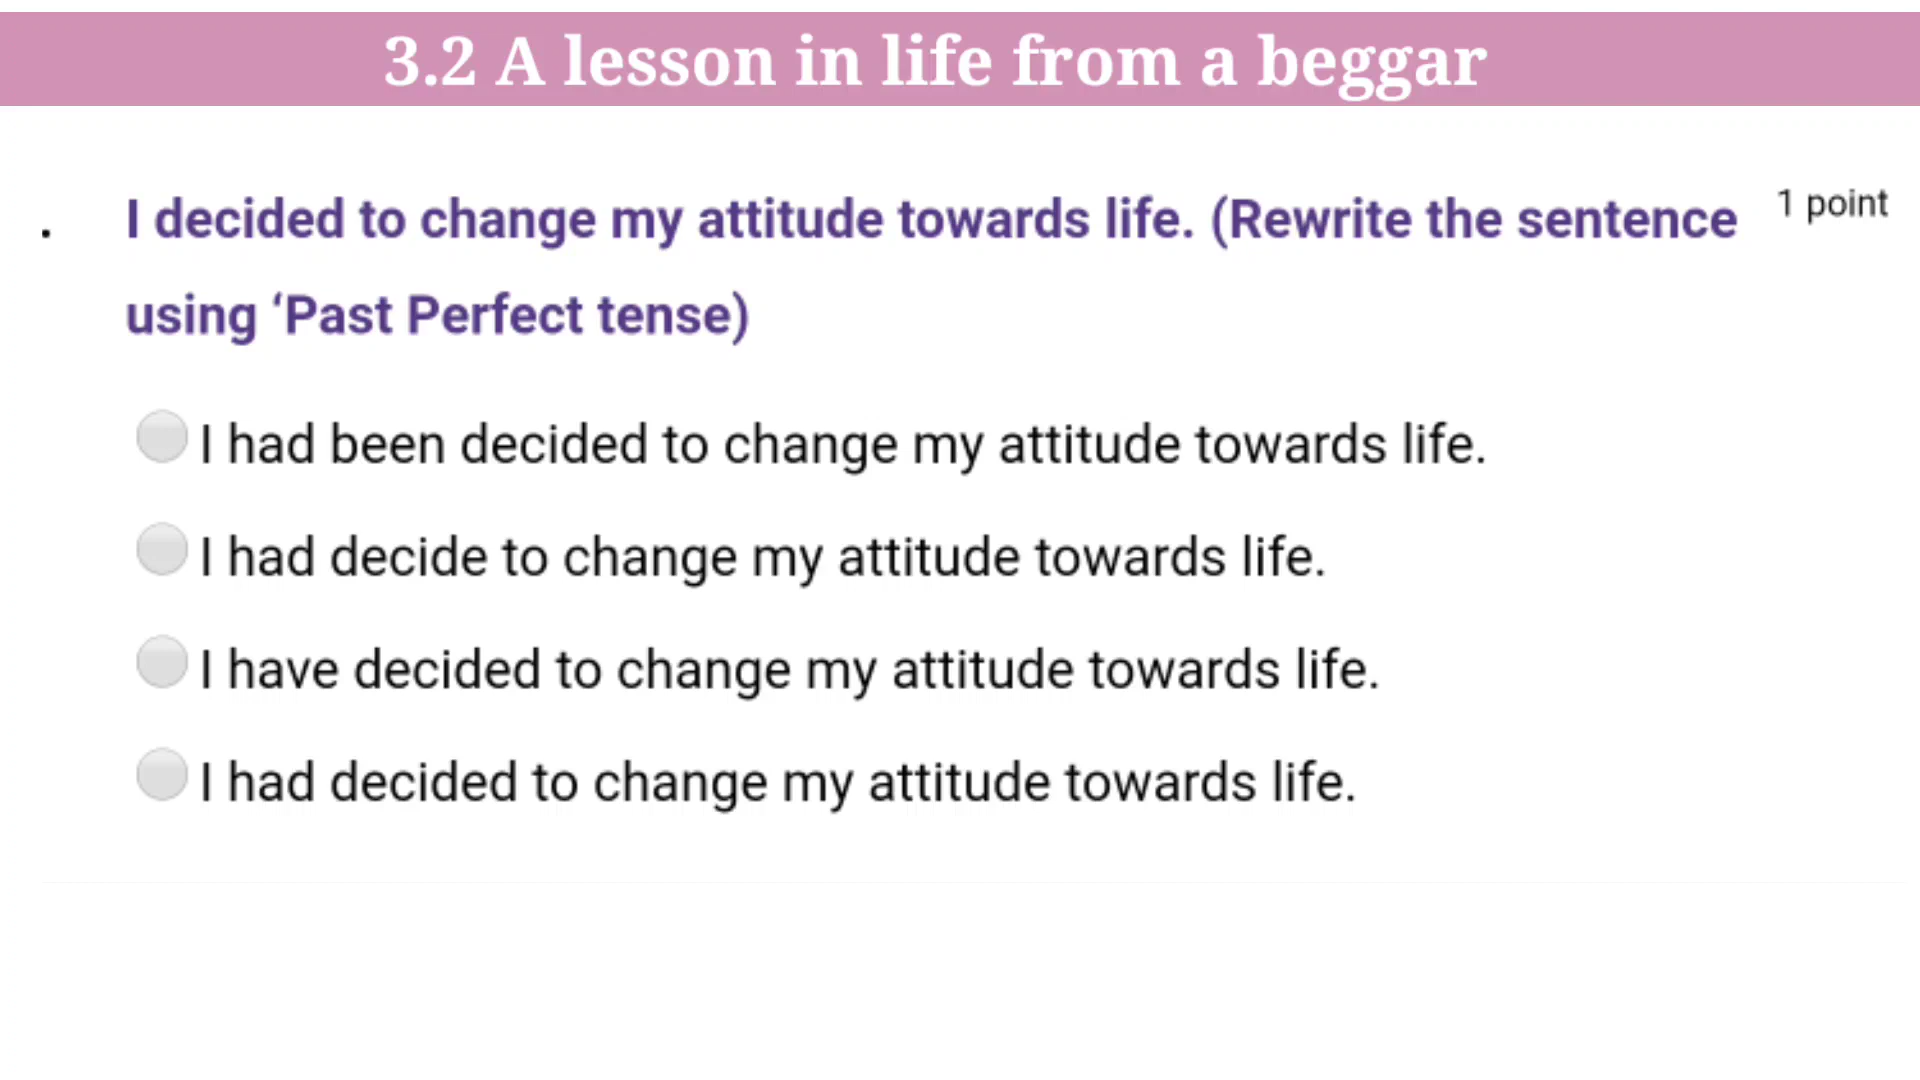 3.2 A lesson in life from a beggar
. I decided to change my attitude towards life. (Rewrite the sentence 1 point
using ‘Past Perfect tense)
I had been decided to change my attitude towards life.
I had decide to change my attitude towards life.
I have decided to change my attitude towards life.
I had decided to change my attitude towards life.